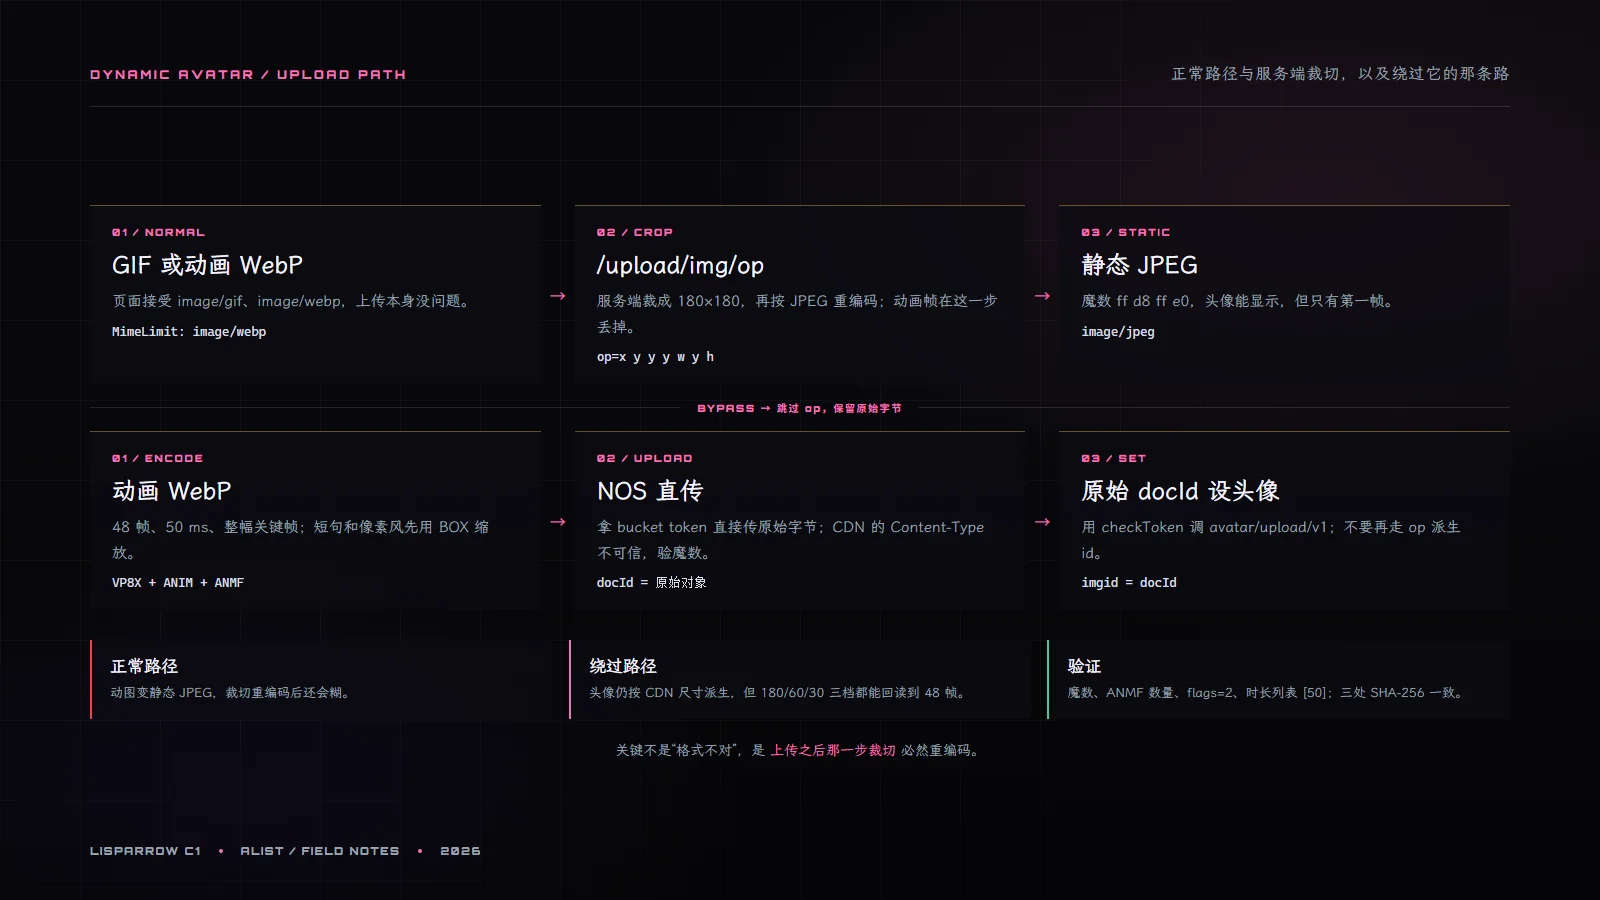 DYNAMIC AVATAR / UPLOAD PATH
正常路径与服务端裁切，以及绕过它的那条路
01 / NORMAL
GIF 或动画 WebP
页面接受 image/gif、image/webp，上传本身没问题。
MimeLimit: image/webp
→
02 / CROP
/upload/img/op
服务端裁成 180×180，再按 JPEG 重编码；动画帧在这一步
丢掉。
op=x y y y w y h
→
03 / STATIC
静态 JPEG
魔数 ff d8 ff e0，头像能显示，但只有第一帧。
image/jpeg
BYPASS → 跳过 op，保留原始字节
01 / ENCODE
动画 WebP
48 帧、50 ms、整幅关键帧；短句和像素风先用 BOX 缩
放。
VP8X + ANIM + ANMF
→
02 / UPLOAD
NOS 直传
拿 bucket token 直接传原始字节；CDN 的 Content-Type
不可信，验魔数。
docId = 原始对象
→
03 / SET
原始 docId 设头像
用 checkToken 调 avatar/upload/v1；不要再走 op 派生
id。
imgid = docId
正常路径
动图变静态 JPEG，裁切重编码后还会糊。
绕过路径
头像仍按 CDN 尺寸派生，但 180/60/30 三档都能回读到 48 帧。
验证
魔数、ANMF 数量、flags=2、时长列表 [50]；三处 SHA-256 一致。
关键不是“格式不对”，是 上传之后那一步裁切 必然重编码。
LISPARROW C1 • ALIST / FIELD NOTES • 2026